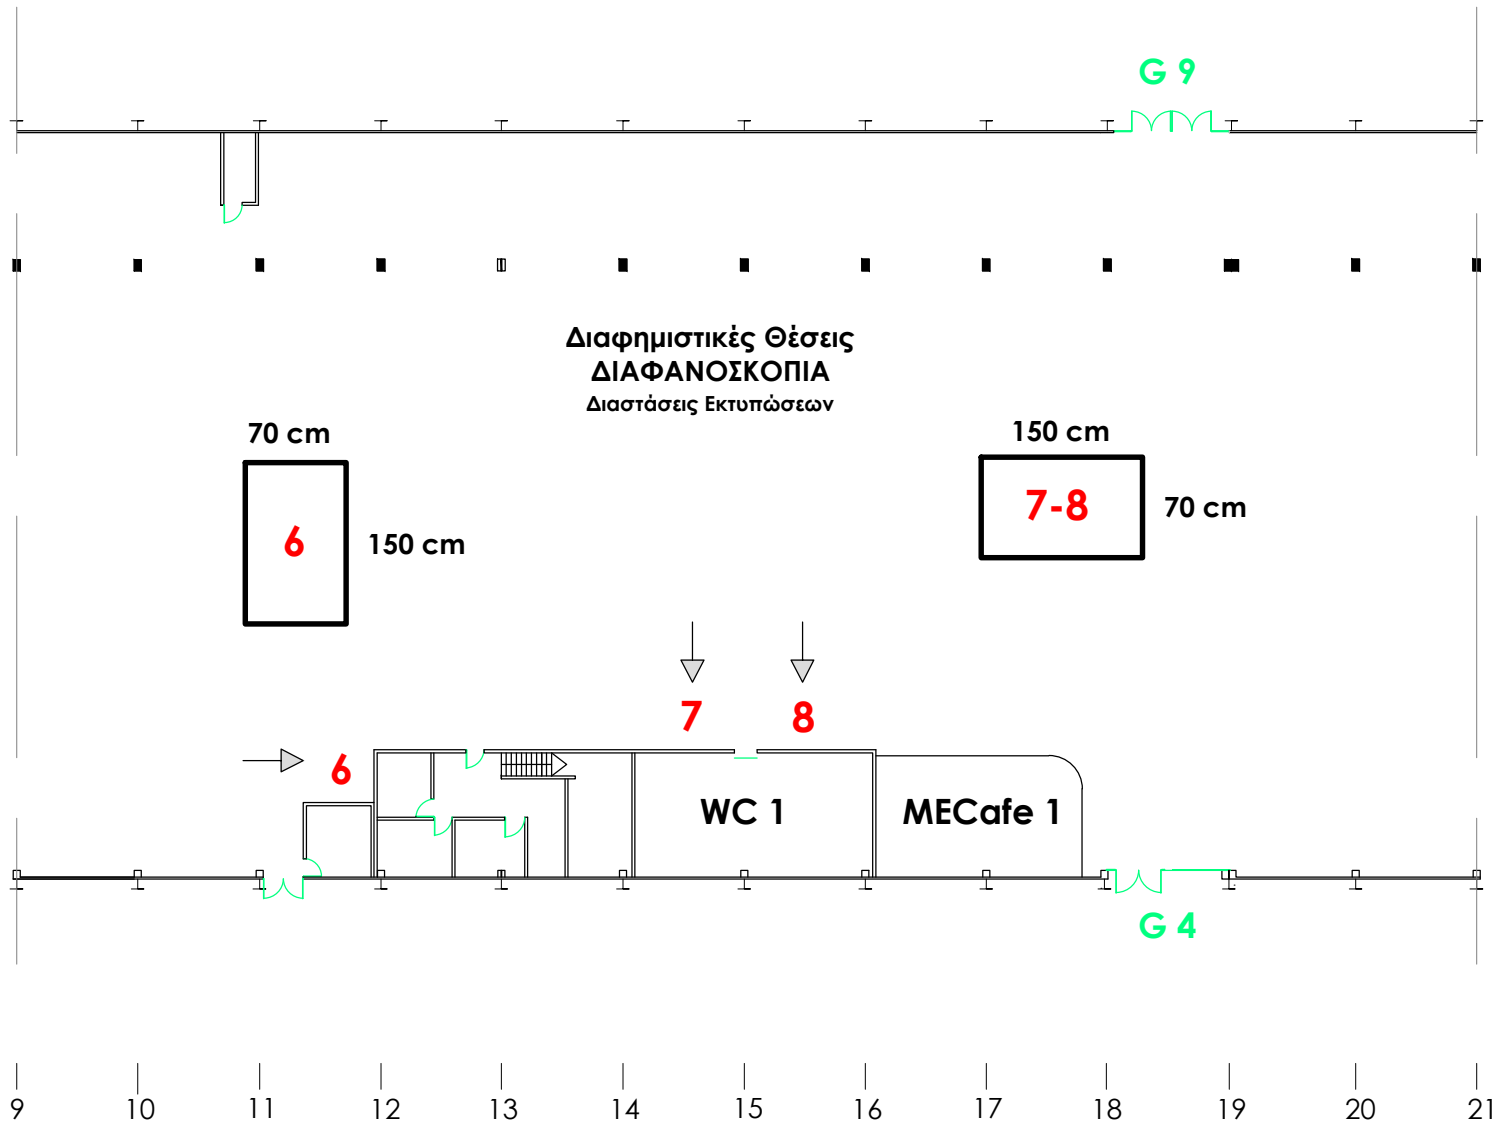 G 9
Διαφημιστικές Θέσεις
ΔΙΑΦΑΝΟΣΚΟΠΙΑ
Διαστάσεις Εκτυπώσεων
70 cm
150 cm
6
150 cm
7-8
70 cm
7
8
6
WC 1
MECafe 1
G 4
9 10 11 12 13 14 15 16 17 18 19 20 21